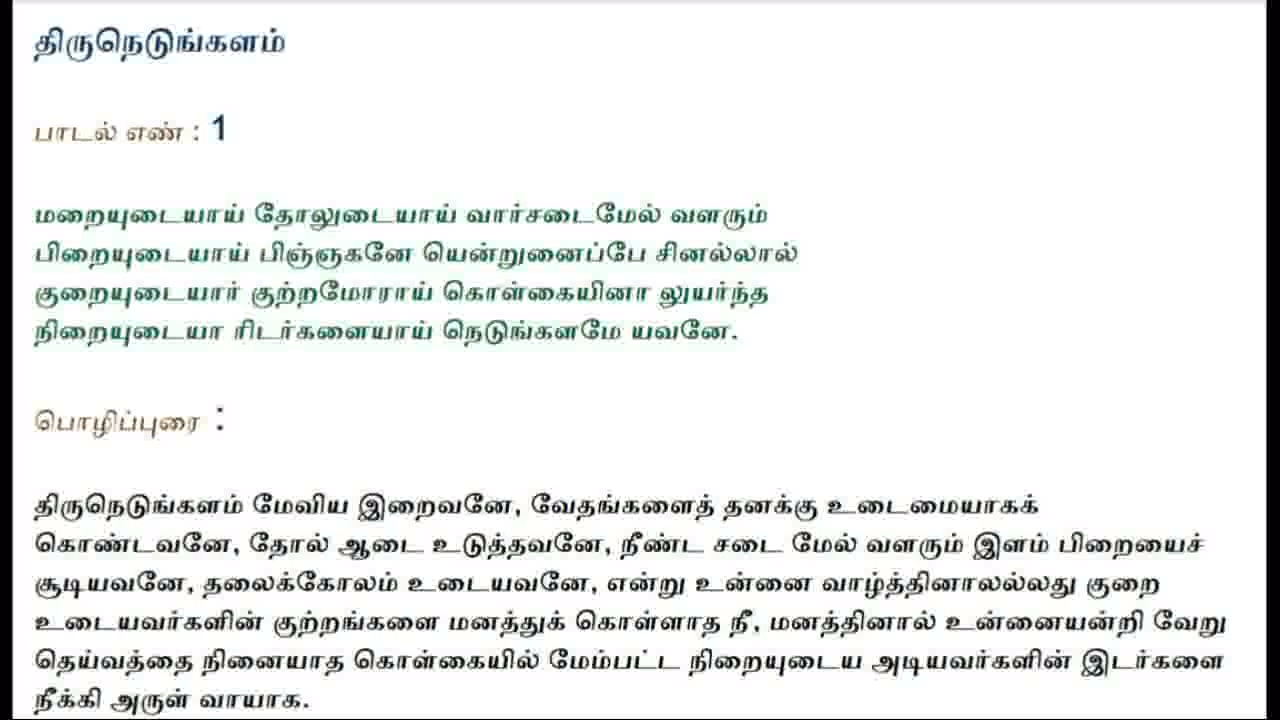 திருநெடுங்களம்
பாடல் எண் : 1
மறையுடையாய் தோலுடையாய் வார்சடைமேல் வளரும்
பிறையுடையாய் பிஞ்ஞகனே யென்றுனைப்பே சினல்லால்
குறையுடையார் குற்றமோராய் கொள்கையினா லுயர்ந்த
நிறையுடையா ரிடர்களையாய் நெடுங்களமே யவனே.
பொழிப்புரை :
திருநெடுங்களம் மேவிய இறைவனே, வேதங்களைத் தனக்கு உடைமையாகக்
கொண்டவனே, தோல் ஆடை உடுத்தவனே, நீண்ட சடை மேல் வளரும் இளம் பிறையைச்
சூடியவனே, தலைக்கோலம் உடையவனே, என்று உன்னை வாழ்த்தினாலல்லது குறை
உடையவர்களின் குற்றங்களை மனத்துக் கொள்ளாத நீ, மனத்தினால் உன்னையன்றி வேறு
தெய்வத்தை நினையாத கொள்கையில் மேம்பட்ட நிறையுடைய அடியவர்களின் இடர்களை
நீக்கி அருள் வாயாக.